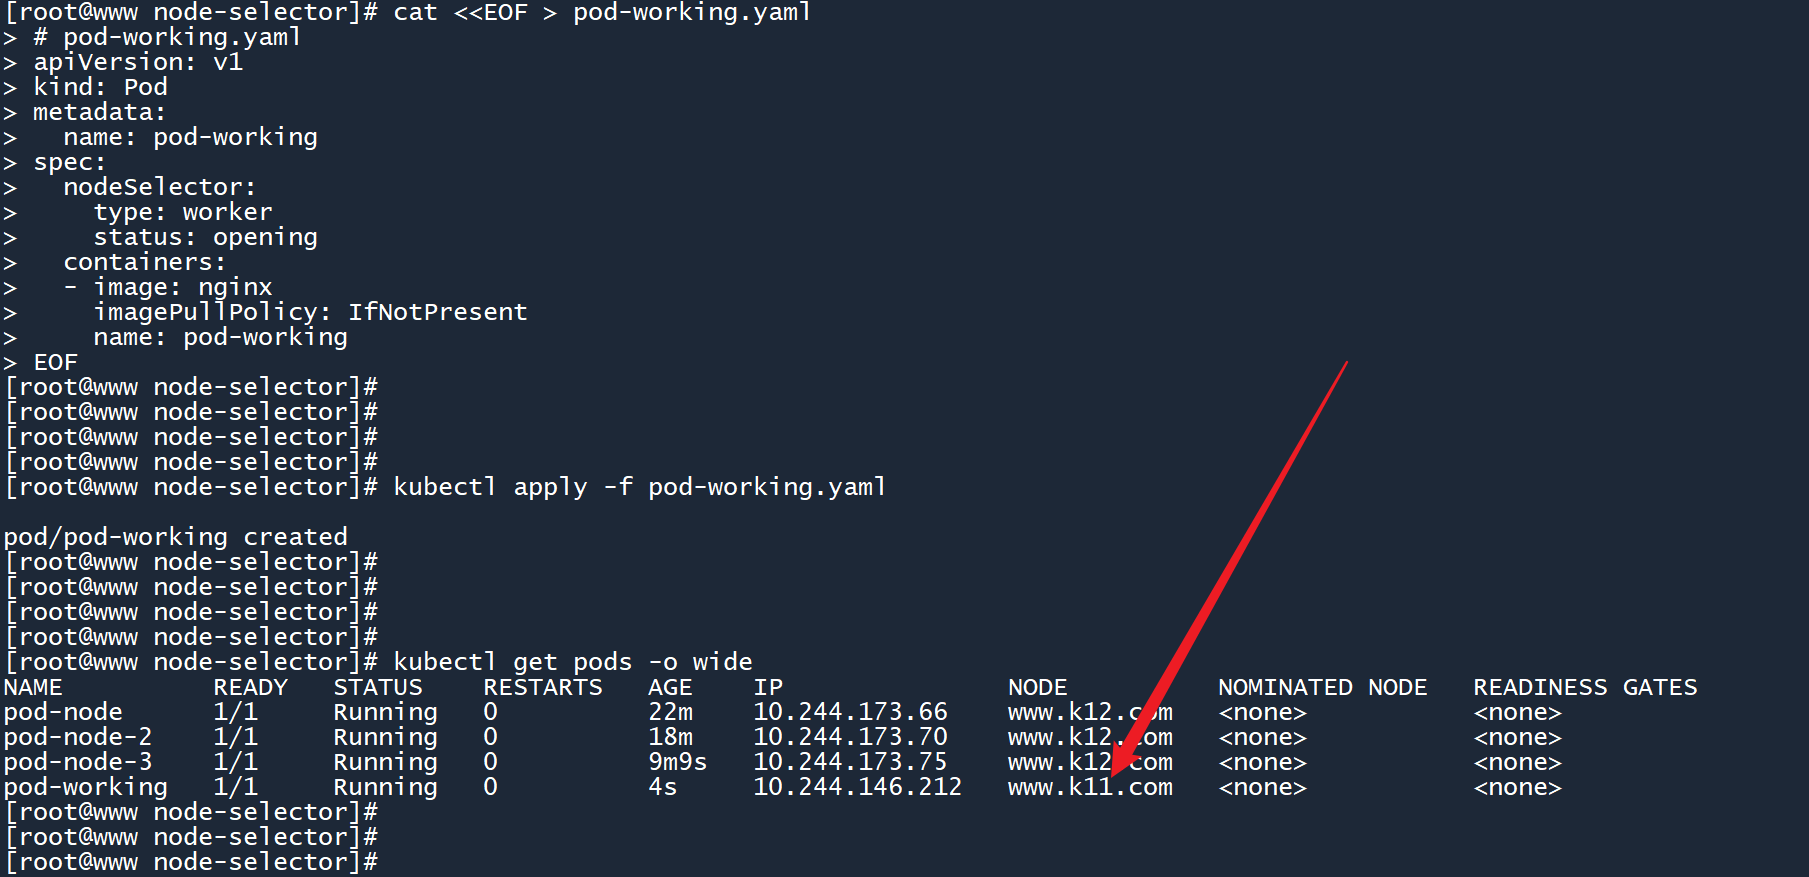 [root@www node-selector]# cat <<EOF > pod-working.yaml
> # pod-working.yaml
> apiVersion: v1
> kind: Pod
> metadata:
>   name: pod-working
> spec:
>   nodeSelector:
>     type: worker
>     status: opening
>   containers:
>   - image: nginx
>     imagePullPolicy: IfNotPresent
>     name: pod-working
> EOF
[root@www node-selector]#
[root@www node-selector]#
[root@www node-selector]#
[root@www node-selector]#
[root@www node-selector]# kubectl apply -f pod-working.yaml

pod/pod-working created
[root@www node-selector]#
[root@www node-selector]#
[root@www node-selector]#
[root@www node-selector]#
[root@www node-selector]# kubectl get pods -o wide
NAME          READY   STATUS    RESTARTS   AGE    IP               NODE          NOMINATED NODE   READINESS GATES
pod-node      1/1     Running   0          22m    10.244.173.66    www.k12.com   <none>           <none>
pod-node-2    1/1     Running   0          18m    10.244.173.70    www.k12.com   <none>           <none>
pod-node-3    1/1     Running   0          9m9s   10.244.173.75    www.k12.com   <none>           <none>
pod-working   1/1     Running   0          4s     10.244.146.212   www.k11.com   <none>           <none>
[root@www node-selector]#
[root@www node-selector]#
[root@www node-selector]#